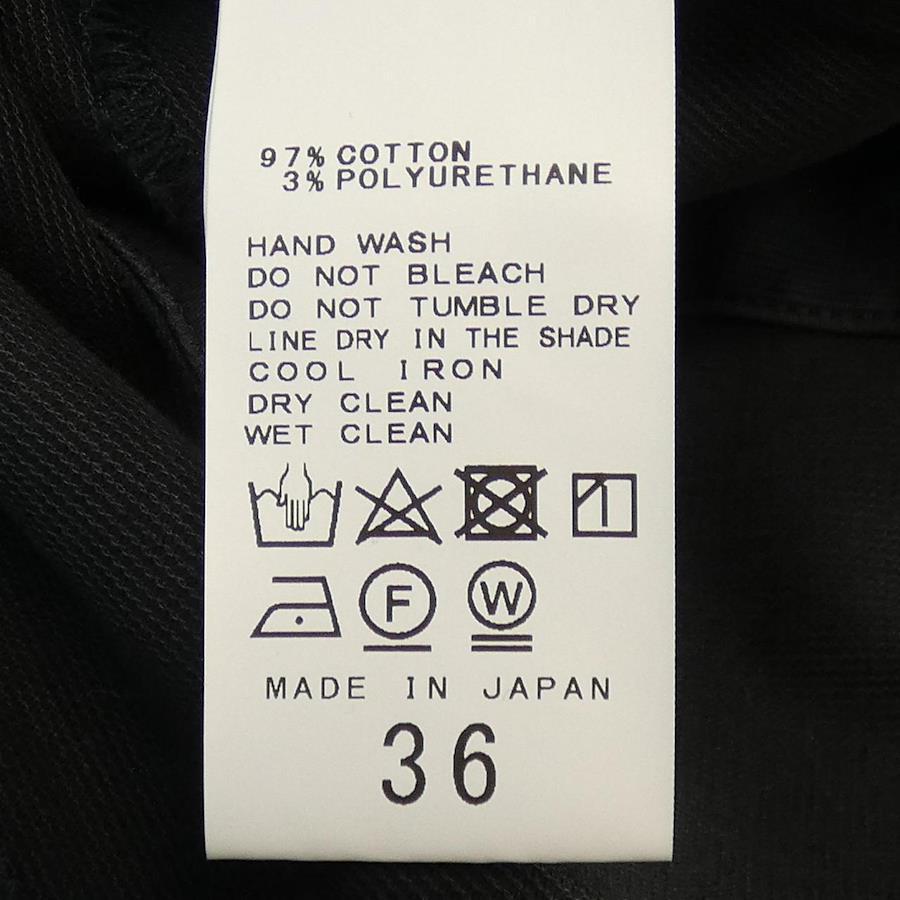 97% COTTON
3% POLYURETHANE
HAND WASH
DO NOT BLEACH
DO NOT TUMBLE DRY
LINE DRY IN THE SHADE
COOL IRON
DRY CLEAN
WET CLEAN
F W
MADE IN JAPAN
36